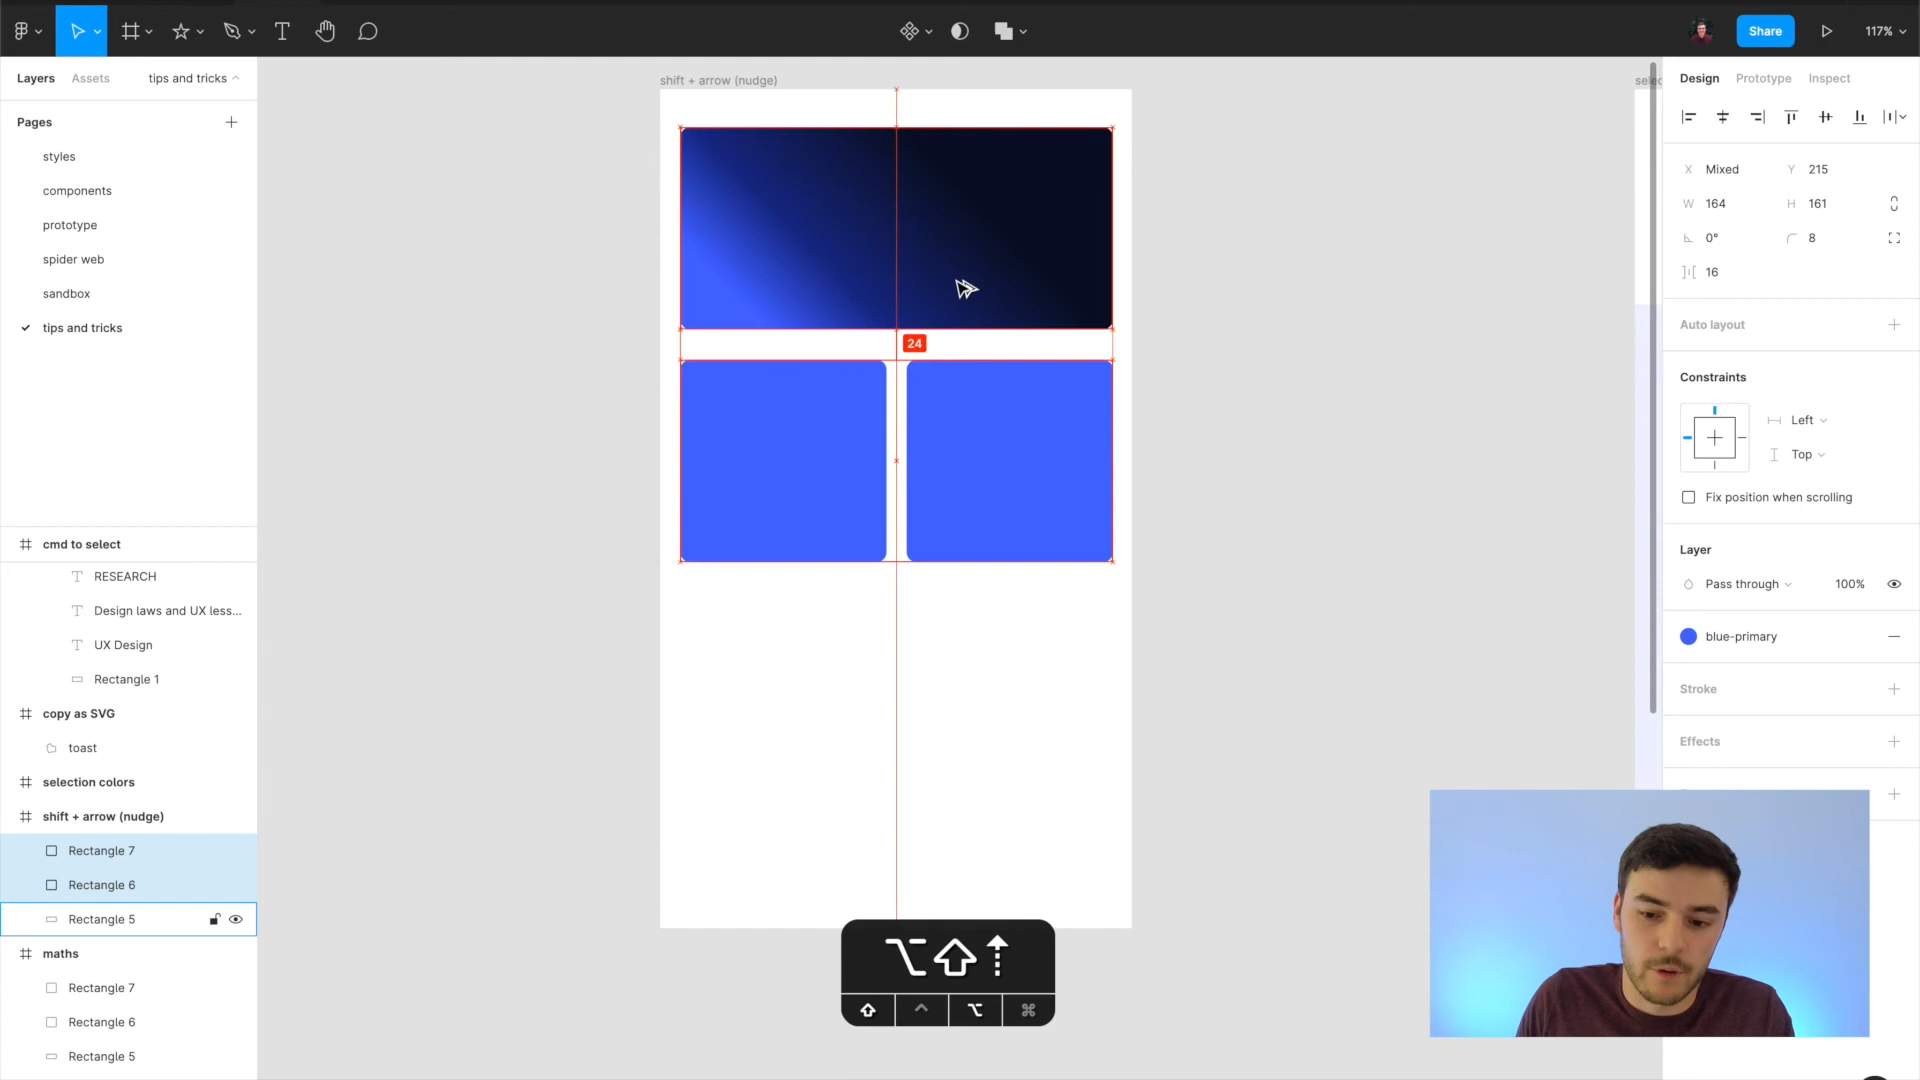 Share
117%
Layers
Assets
tips and tricks
Pages
styles
components
prototype
spider web
sandbox
tips and tricks
cmd to select
RESEARCH
Design laws and UX less...
UX Design
Rectangle 1
copy as SVG
toast
selection colors
shift + arrow (nudge)
Rectangle 7
Rectangle 6
Rectangle 5
maths
Rectangle 7
Rectangle 6
Rectangle 5
shift + arrow (nudge)
24
selec
Design
Prototype
Inspect
X Mixed
Y 215
W 164
H 161
0°
8
16
Auto layout
Constraints
Left
Top
Fix position when scrolling
Layer
Pass through
100%
blue-primary
Stroke
Effects